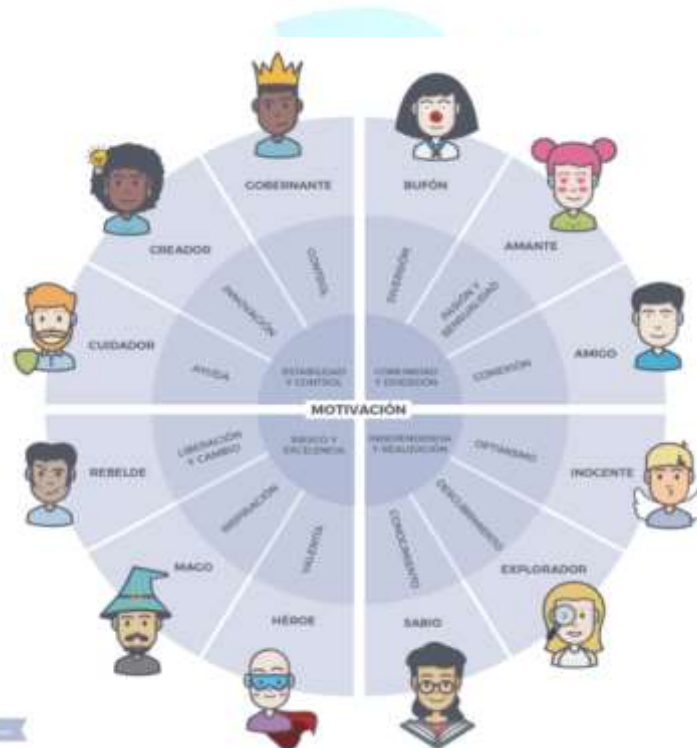 GOBERNANTE
BUFÓN
CREADOR
AMANTE
CUIDADOR
AMIGO
CONTROL
DIVERSIÓN
INNOVACIÓN
PASIÓN Y
SENSUALIDAD
AYUDA
CONEXIÓN
ESTABILIDAD
Y CONTROL
COMUNIDAD
Y DIVERSIÓN
MOTIVACIÓN
RIESGO Y
EXCELENCIA
INDEPENDENCIA
Y REALIZACIÓN
LIBERACIÓN
Y CAMBIO
OPTIMISMO
REBELDE
INOCENTE
INSPIRACIÓN
DESCUBRIMIENTO
VALENTÍA
CONOCIMIENTO
MAGO
EXPLORADOR
HÉROE
SABIO